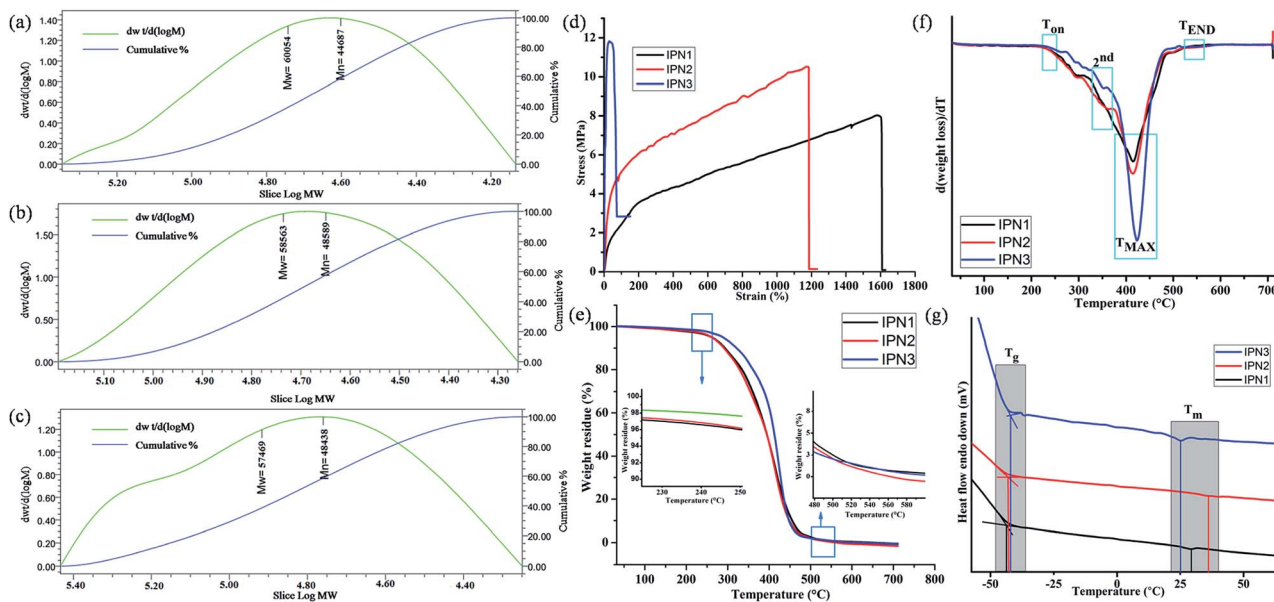 (a)
dw t/d(logM)
Cumulative %
Mw= 60054
Mn= 44687
dwt/d(logM)
1.40
1.20
1.00
0.80
0.60
0.40
0.20
0.00
100.00
80.00
60.00
40.00
20.00
0.00
Cumulative %
5.20 5.00 4.80 4.60 4.40 4.20
Slice Log MW
(b)
dw t/d(logM)
Cumulative %
Mw= 58563
Mn= 48589
dwt/d(logM)
1.50
1.00
0.50
0.00
100.00
80.00
60.00
40.00
20.00
0.00
Cumulative %
5.10 5.00 4.90 4.80 4.70 4.60 4.50 4.40 4.30
Slice Log MW
(c)
dw t/d(logM)
Cumulative %
Mw= 57469
Mn= 48438
dwt/d(logM)
1.20
1.00
0.80
0.60
0.40
0.20
0.00
100.00
80.00
60.00
40.00
20.00
0.00
Cumulative %
5.40 5.20 5.00 4.80 4.60 4.40
Slice Log MW
(d)
IPN1
IPN2
IPN3
Stress (MPa)
12
10
8
6
4
2
0
0 200 400 600 800 1000 1200 1400 1600 1800
Strain (%)
(e)
IPN1
IPN2
IPN3
Weight residue (%)
100
80
60
40
20
0
0 100 200 300 400 500 600 700 800
Temperature (°C)
Weight residue (%)
100
98
96
94
92
90
230 240 250
Temperature (°C)
Weight residue (%)
8
3
0
480 500 520 540 560 580
Temperature (°C)
(f)
Ton
2nd
TEND
TMAX
IPN1
IPN2
IPN3
d(weight loss)/dT
100 200 300 400 500 600 700
Temperature (°C)
(g)
Tg
Tm
IPN3
IPN2
IPN1
Heat flow endo down (mV)
-50 -25 0 25 50
Temperature (°C)